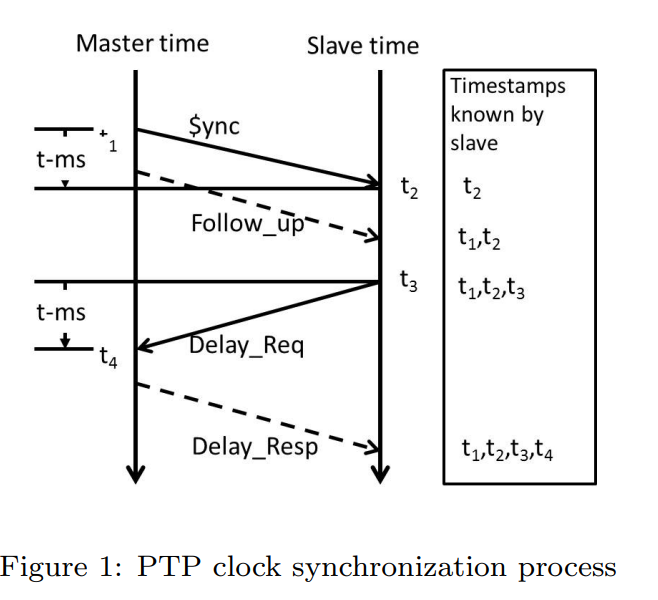 Master time
Slave time
Timestamps
known by
slave
t1
$ync
t-ms
t2
t2
Follow_up
t1,t2
t3
t1,t2,t3
t-ms
t4
Delay_Req
Delay_Resp
t1,t2,t3,t4
Figure 1: PTP clock synchronization process